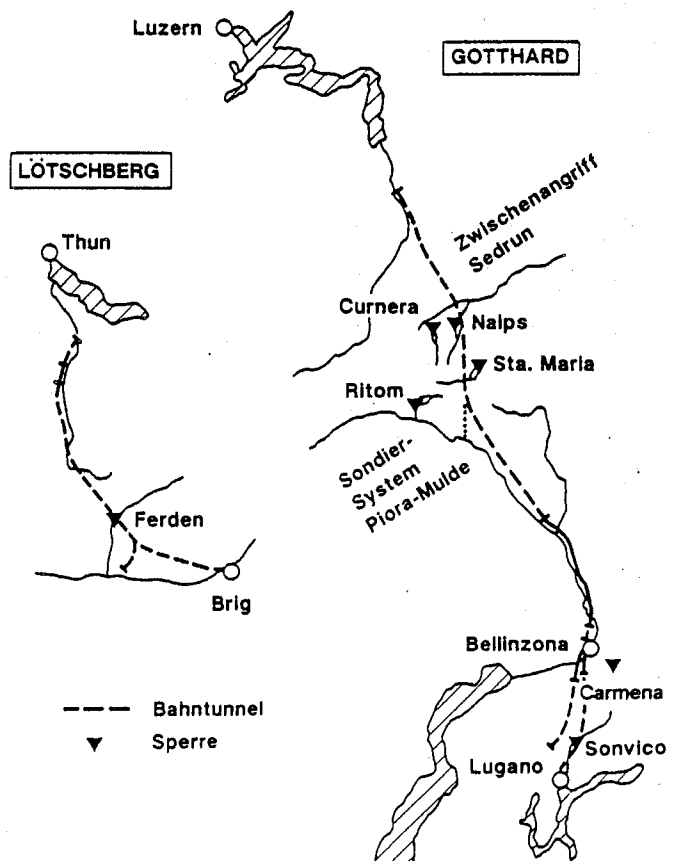 Luzern
GOTTHARD
LÖTSCHBERG
Thun
Zwischenangriff
Sedrun
Curnera
Nalps
Sta. Maria
Ritom
Sondier-
System
Piora-Mulde
Ferden
Brig
Bellinzona
Carmena
Bahntunnel
Sperre
Sonvico
Lugano